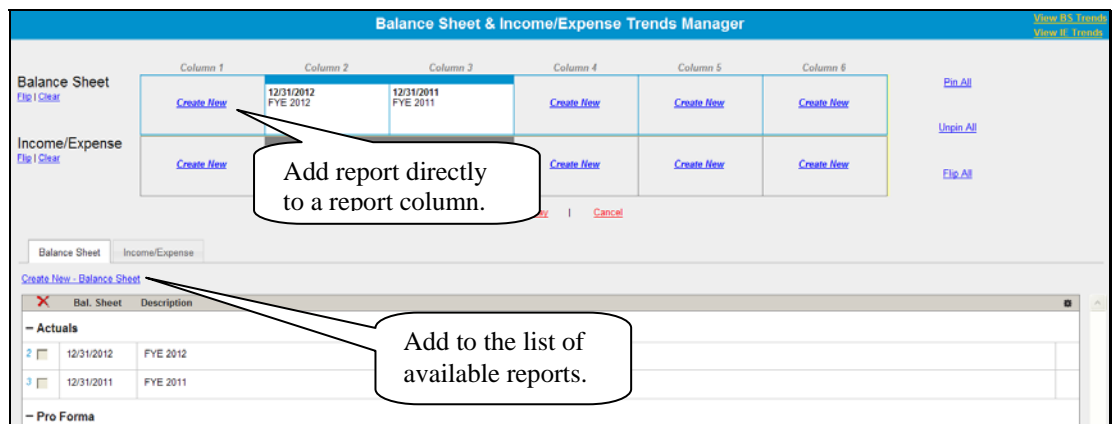 Balance Sheet & Income/Expense Trends Manager
View BS Trends
View IE Trends
Column 1 Column 2 Column 3 Column 4 Column 5 Column 6
Balance Sheet
Flip | Clear
Create New
12/31/2012
FYE 2012
12/31/2011
FYE 2011
Create New Create New Create New
Pin All
Unpin All
Income/Expense
Flip | Clear
Create New
Create New Create New Create New
Flip All
Add report directly
to a report column.
| Cancel
Balance Sheet Income/Expense
Create New - Balance Sheet
Bal. Sheet Description
− Actuals
2 12/31/2012 FYE 2012
3 12/31/2011 FYE 2011
− Pro Forma
Add to the list of
available reports.